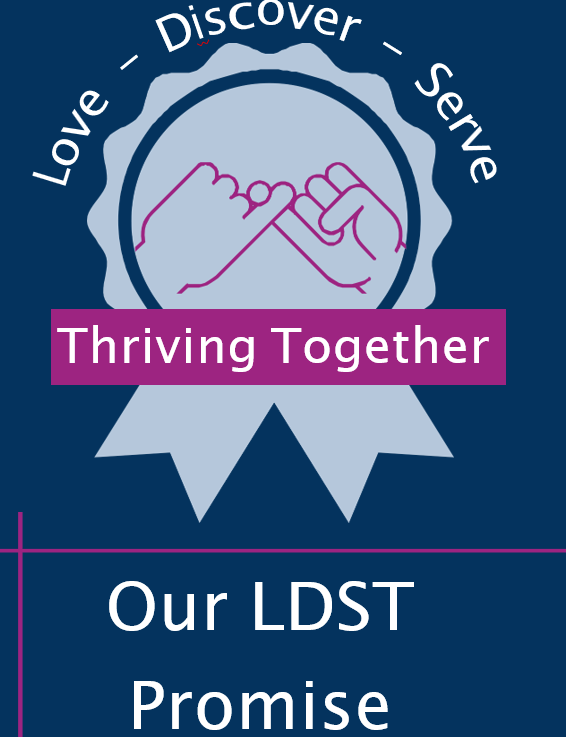 Love – Discover – Serve
Thriving Together
Our LDST
Promise